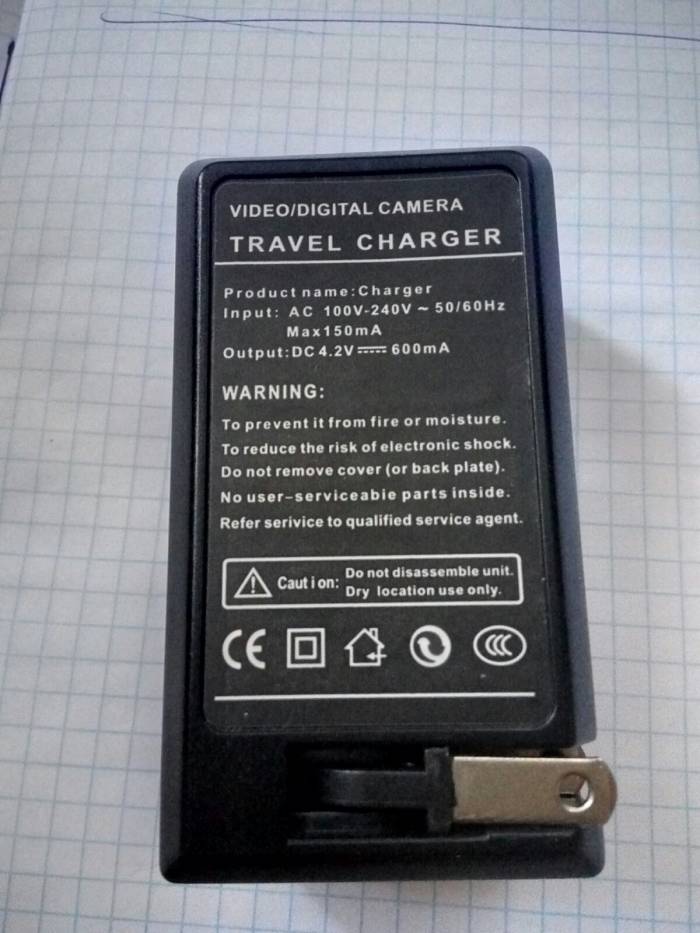 VIDEO/DIGITAL CAMERA
TRAVEL CHARGER
Product name:Charger
Input: AC 100V-240V ~ 50/60Hz
Max150mA
Output:DC 4.2V ⎓ 600mA
WARNING:
To prevent it from fire or moisture.
To reduce the risk of electronic shock.
Do not remove cover (or back plate).
No user-serviceabie parts inside.
Refer serivice to qualified service agent.
Caution: Do not disassemble unit.
Dry location use only.
CE CCC